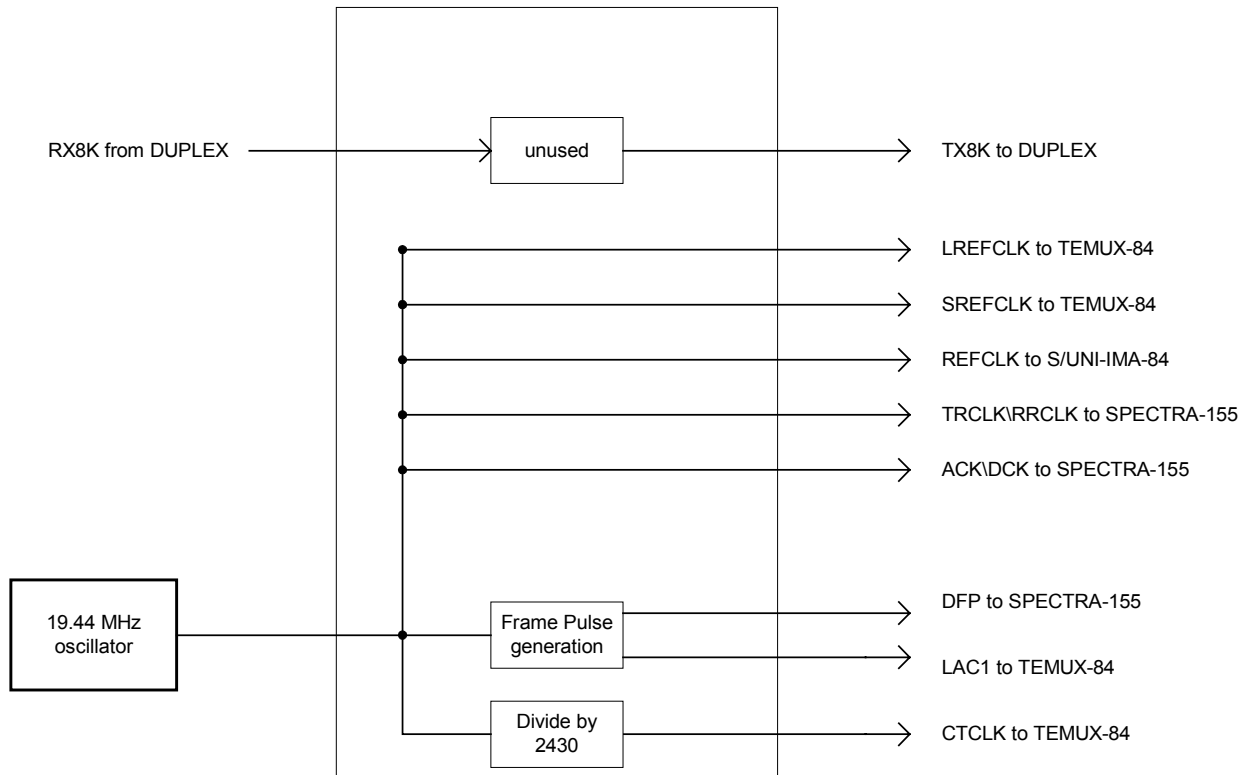 RX8K from DUPLEX
unused
TX8K to DUPLEX
LREFCLK to TEMUX-84
SREFCLK to TEMUX-84
REFCLK to S/UNI-IMA-84
TRCLK\RRCLK to SPECTRA-155
ACK\DCK to SPECTRA-155
19.44 MHz
oscillator
Frame Pulse
generation
DFP to SPECTRA-155
LAC1 to TEMUX-84
Divide by
2430
CTCLK to TEMUX-84